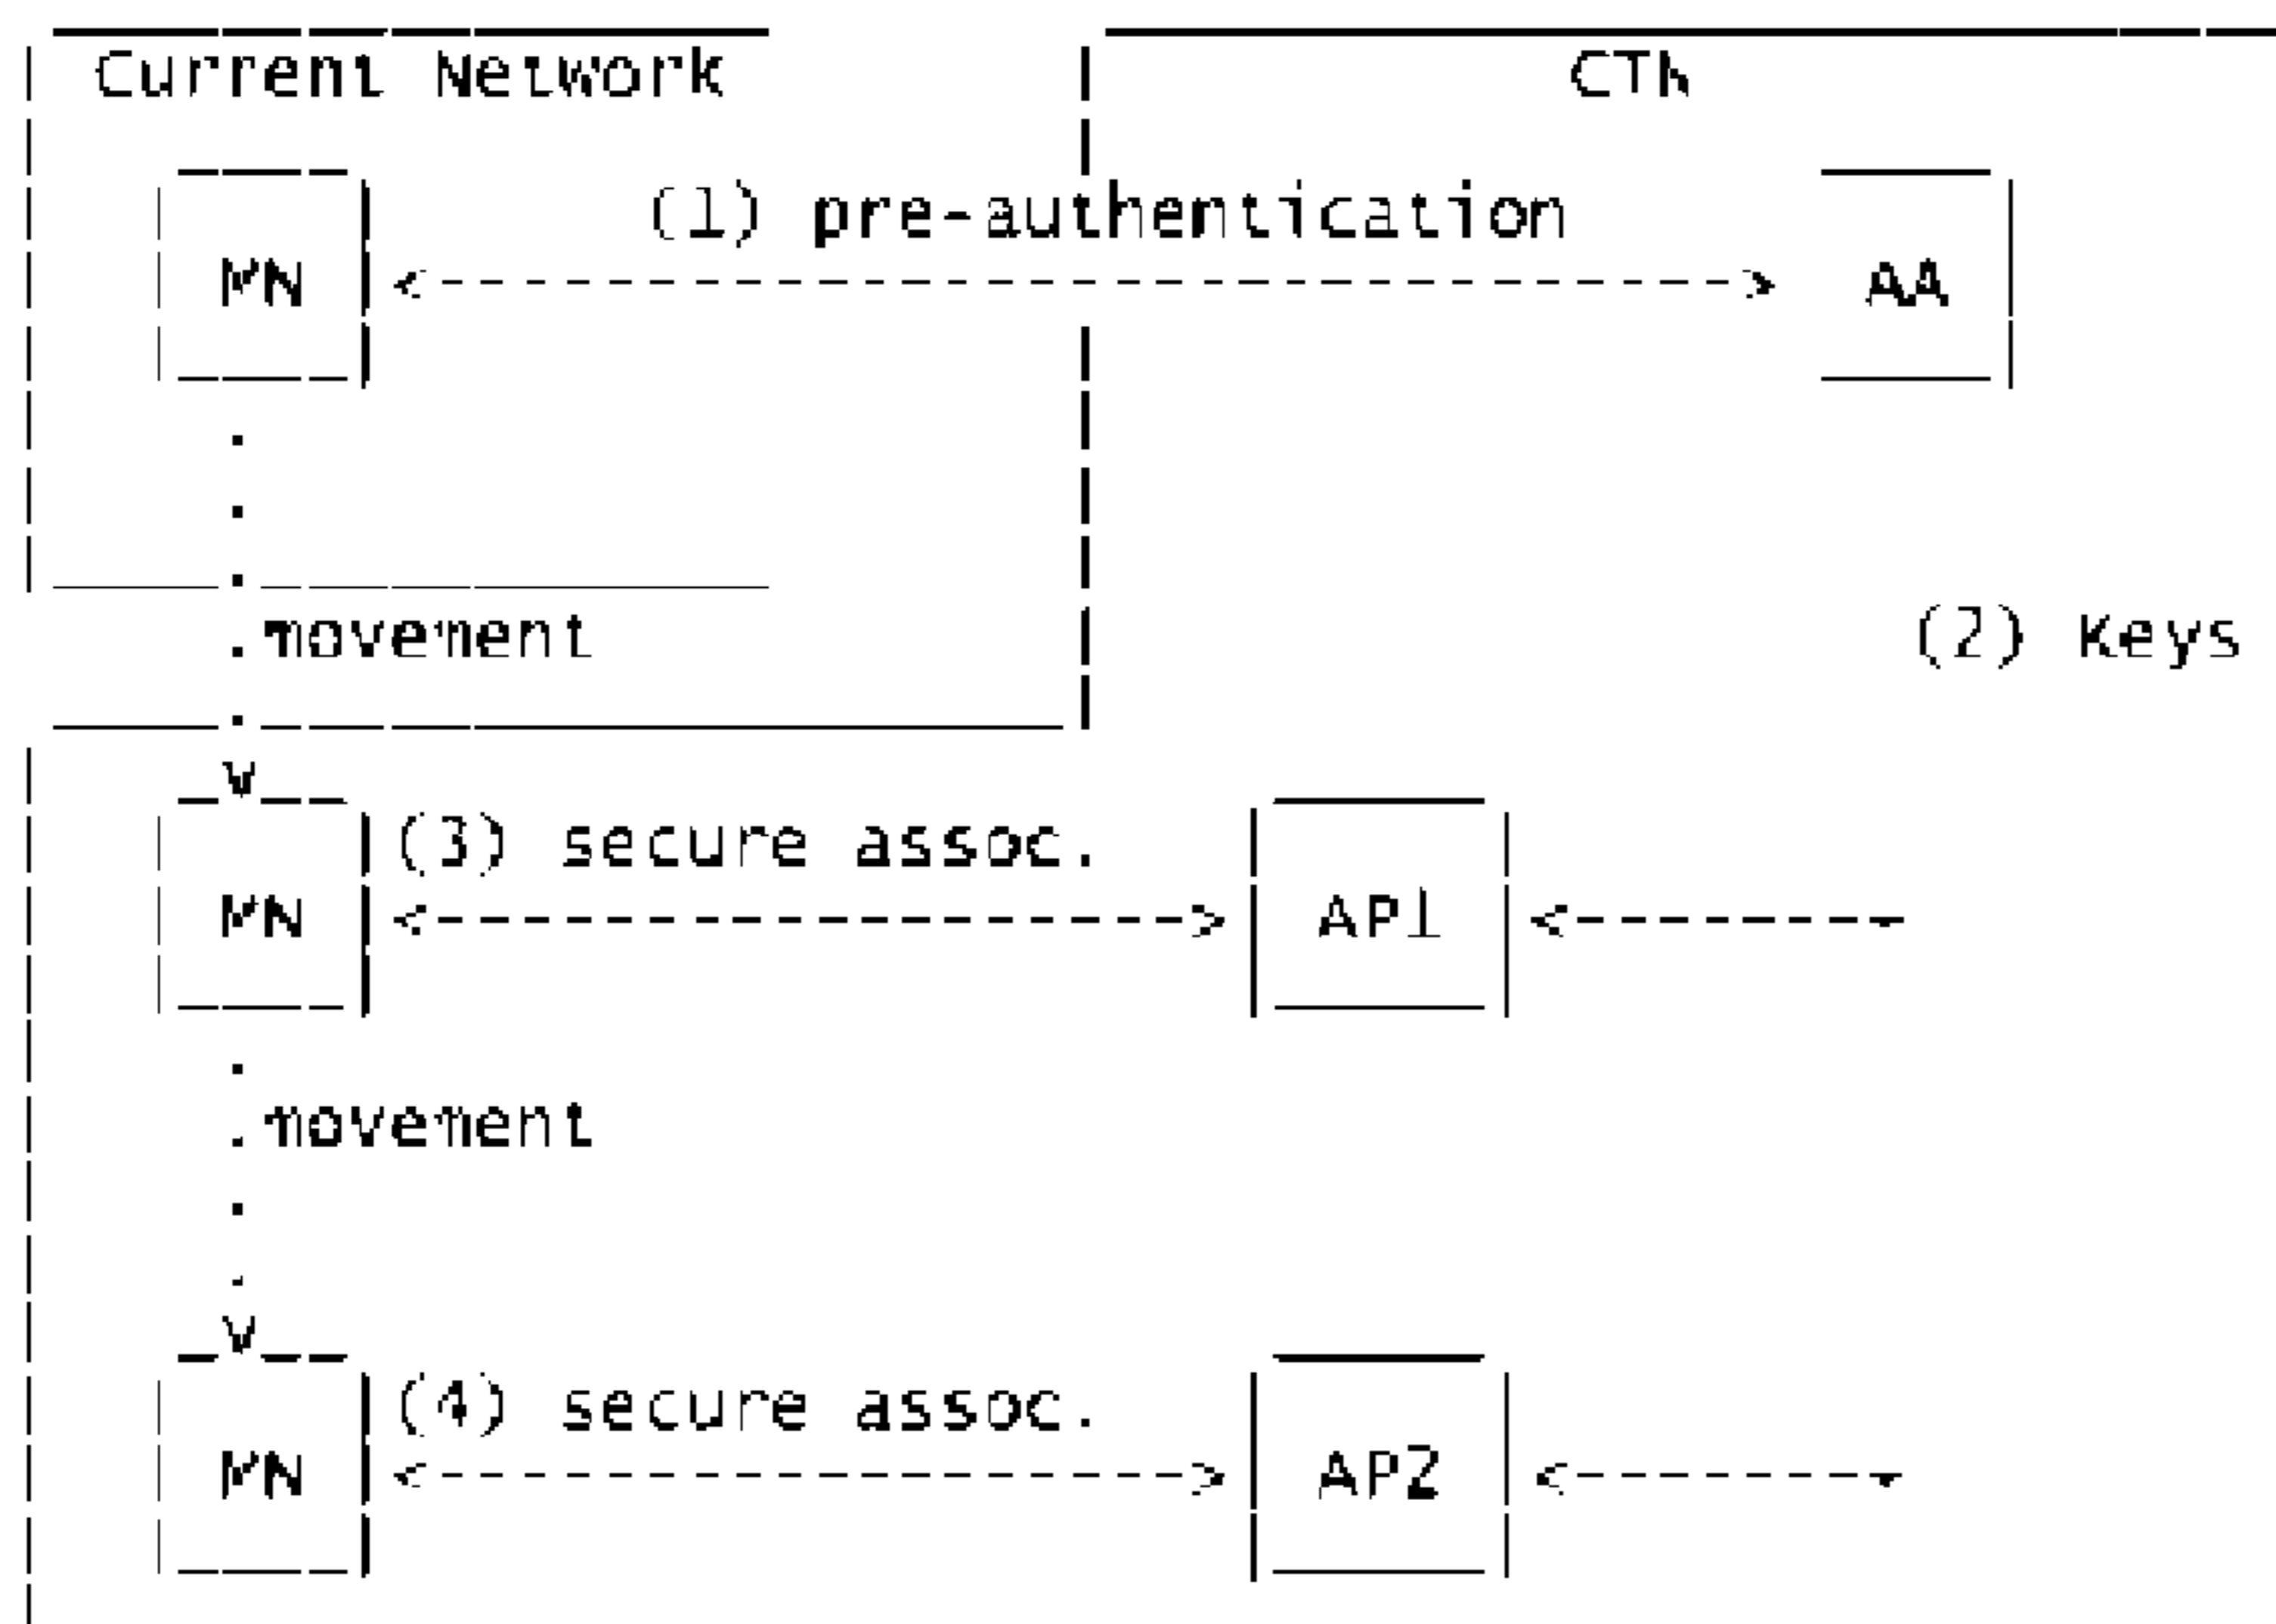 Current Network CTN
(1) pre-authentication
MN AA
movement (2) Keys
(3) secure assoc.
MN AP1
movement
(4) secure assoc.
MN AP2